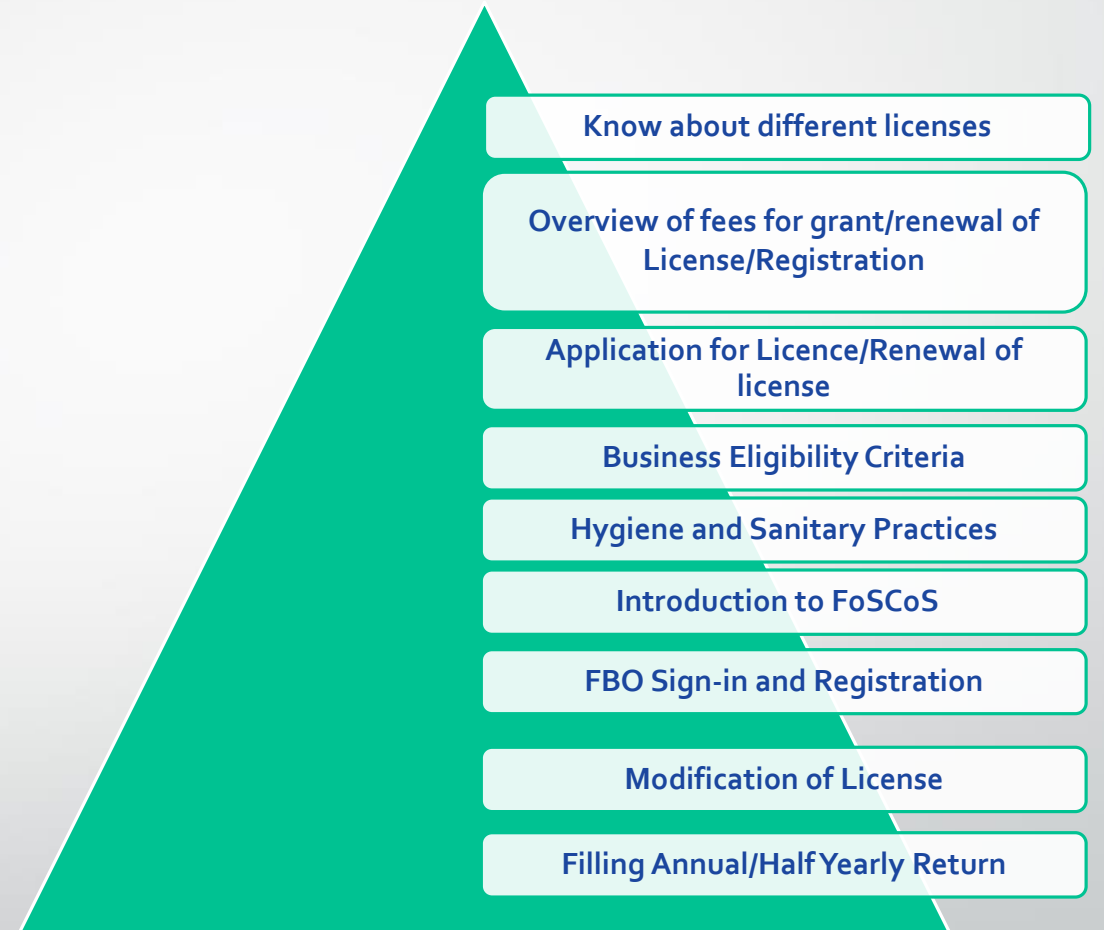 Know about different licenses
Overview of fees for grant/renewal of
License/Registration
Application for Licence/Renewal of
license
Business Eligibility Criteria
Hygiene and Sanitary Practices
Introduction to FoSCoS
FBO Sign-in and Registration
Modification of License
Filling Annual/Half Yearly Return